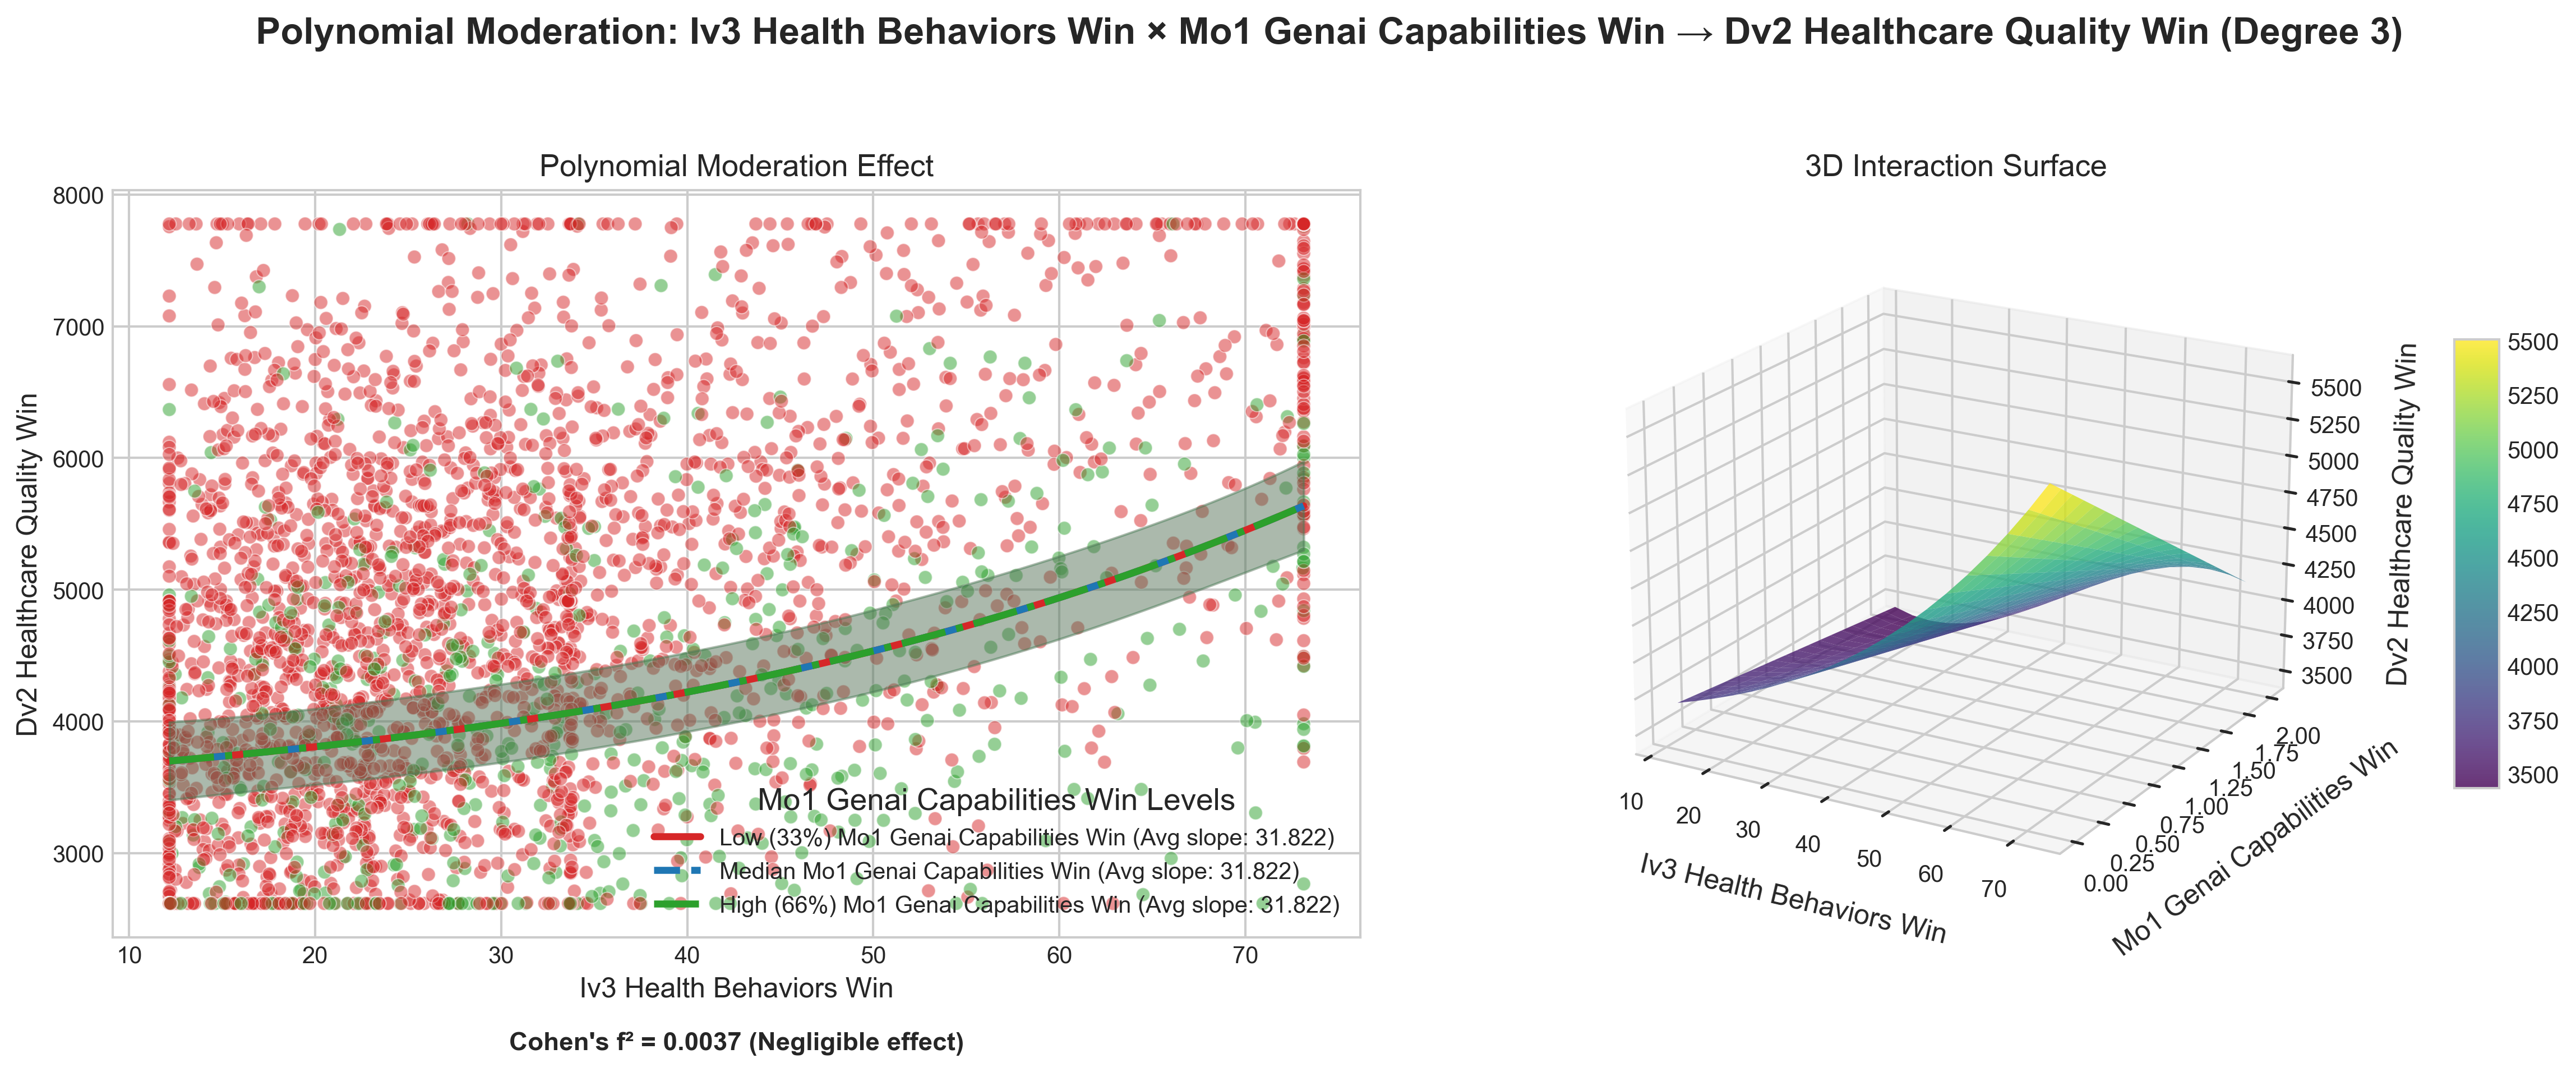 Polynomial Moderation: Iv3 Health Behaviors Win × Mo1 Genai Capabilities Win → Dv2 Healthcare Quality Win (Degree 3)
Polynomial Moderation Effect
8000
7000
6000
5000
4000
3000
Dv2 Healthcare Quality Win
10 20 30 40 50 60 70
Iv3 Health Behaviors Win
Mo1 Genai Capabilities Win Levels
Low (33%) Mo1 Genai Capabilities Win (Avg slope: 31.822)
Median Mo1 Genai Capabilities Win (Avg slope: 31.822)
High (66%) Mo1 Genai Capabilities Win (Avg slope: 31.822)
Cohen's f² = 0.0037 (Negligible effect)
3D Interaction Surface
10 20 30 40 50 60 70
Iv3 Health Behaviors Win
0.00 0.25 0.50 0.75 1.00 1.25 1.50 1.75 2.00
Mo1 Genai Capabilities Win
5500
5250
5000
4750
4500
4250
4000
3750
3500
Dv2 Healthcare Quality Win
5500
5250
5000
4750
4500
4250
4000
3750
3500